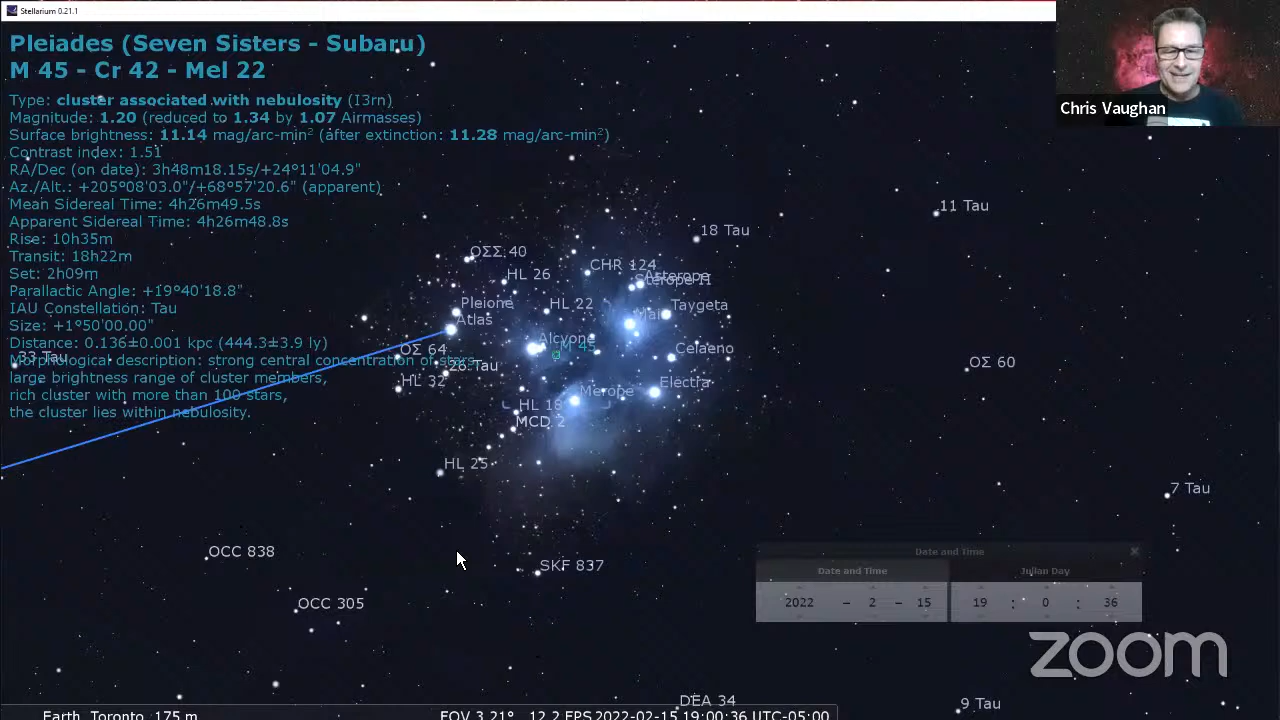 Stellarium 0.21.1
Pleiades (Seven Sisters - Subaru)
M 45 - Cr 42 - Mel 22
Type: cluster associated with nebulosity (I3rn)
Magnitude: 1.20 (reduced to 1.34 by 1.07 Airmasses)
Surface brightness: 11.14 mag/arc-min² (after extinction: 11.28 mag/arc-min²)
Contrast index: 1.51
RA/Dec (on date): 3h48m18.15s/+24°11'04.9"
Az./Alt.: +205°08'03.0"/+68°57'20.6" (apparent)
Mean Sidereal Time: 4h26m49.5s
Apparent Sidereal Time: 4h26m48.8s
Rise: 10h35m
Transit: 18h22m
Set: 2h09m
Parallactic Angle: +19°40'18.8"
IAU Constellation: Tau
Size: +1°50'00.00"
Distance: 0.136±0.001 kpc (444.3±3.9 ly)
Morphological description: strong central concentration of stars,
large brightness range of cluster members,
rich cluster with more than 100 stars,
the cluster lies within nebulosity.
33 Tau
Chris Vaughan
11 Tau
18 Tau
ΟΣΣ 40
CHR 124
HL 26
Asterope
Sterope II
Pleione
HL 22
Taygeta
Atlas
Maia
Alcyone
M 45
ΟΣ 64
Celaeno
26 Tau
ΟΣ 60
HL 32
Electra
Merope
HL 18
MCD 2
HL 25
7 Tau
OCC 838
SKF 837
OCC 305
Date and Time
Date and Time
Julian Day
2022 - 2 - 15
19 : 0 : 36
zoom
DEA 34
9 Tau
Earth, Toronto, 175 m
FOV 3.21° 12.2 FPS 2022-02-15 19:00:36 UTC-05:00